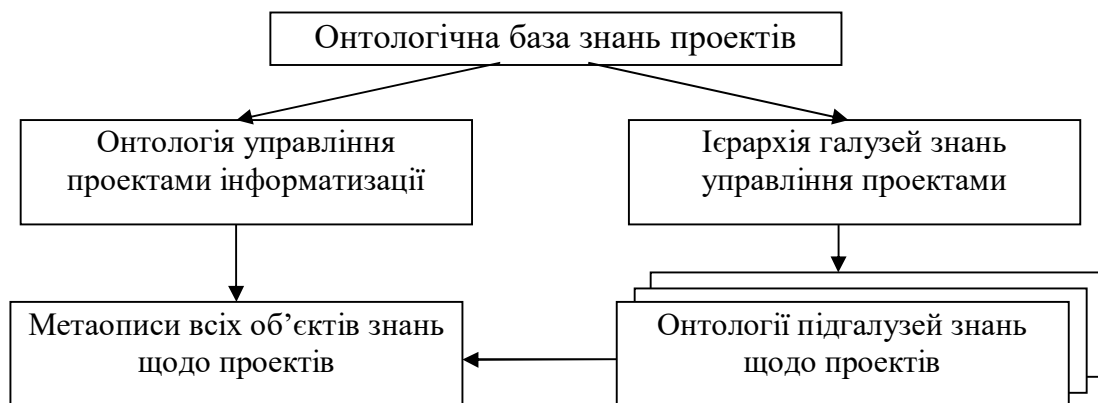 Онтологічна база знань проектів
Онтологія управління
проектами інформатизації
Ієрархія галузей знань
управління проектами
Метаописи всіх об’єктів знань
щодо проектів
Онтології підгалузей знань
щодо проектів